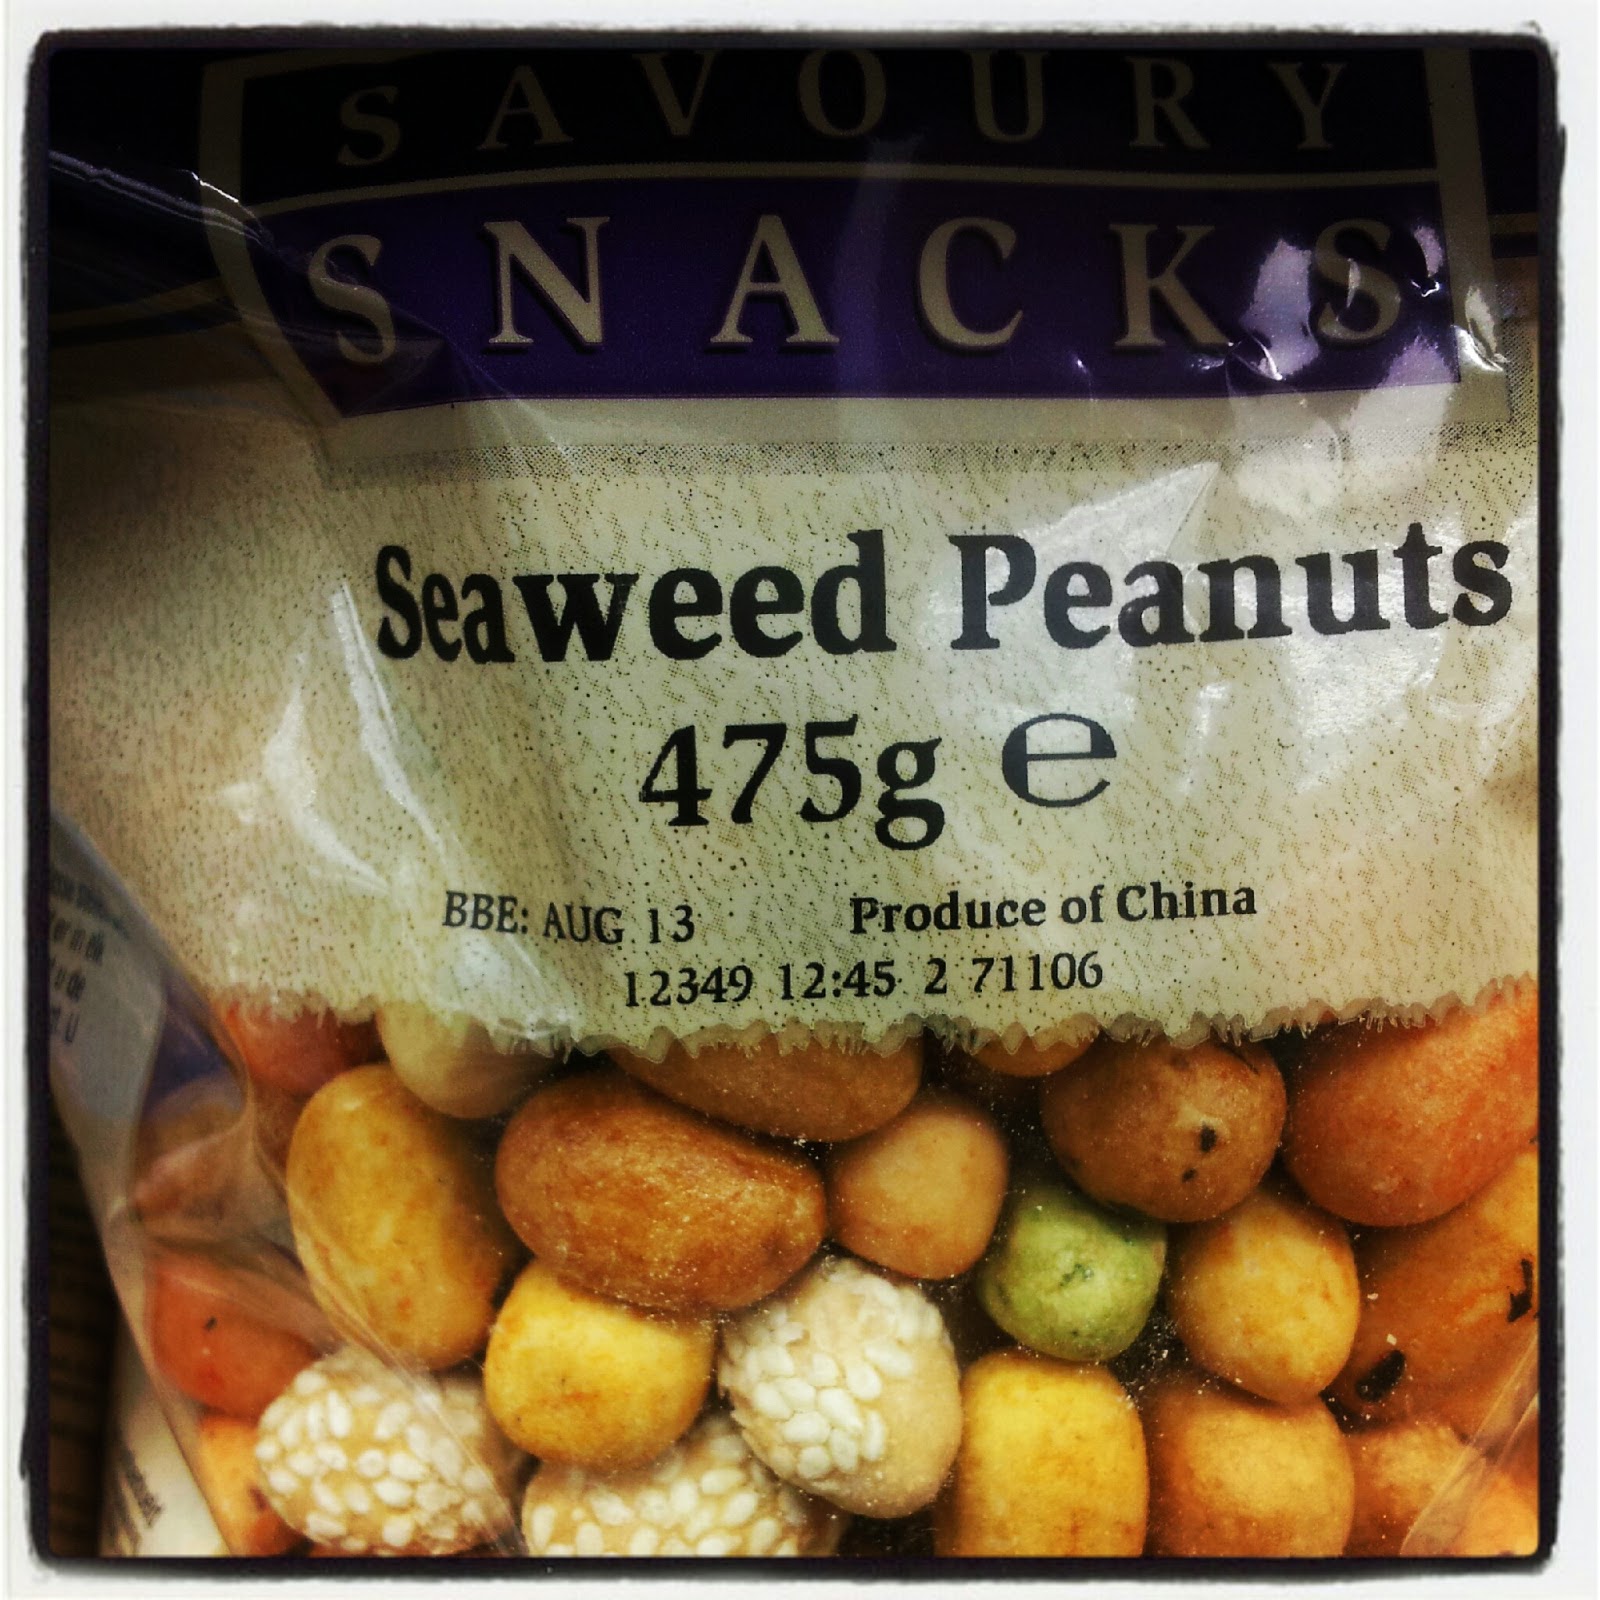 SAVOURY
SNACKS
Seaweed Peanuts
475g ℮
BBE: AUG 13 Produce of China
12349 12:45 2 71106